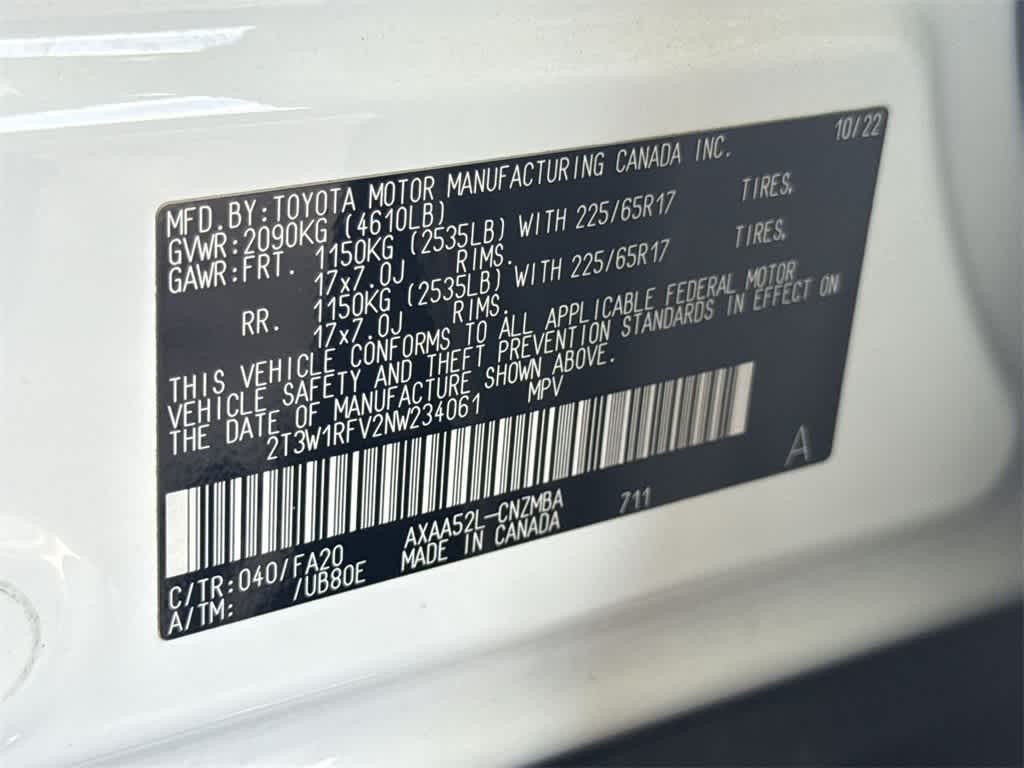 10/22
MFD. BY: TOYOTA MOTOR MANUFACTURING CANADA INC.
GVWR: 2090KG (4610LB)
GAWR: FRT. 1150KG (2535LB) WITH 225/65R17 TIRES,
17x7.0J RIMS.
RR. 1150KG (2535LB) WITH 225/65R17 TIRES,
17x7.0J RIMS.
THIS VEHICLE CONFORMS TO ALL APPLICABLE FEDERAL MOTOR
VEHICLE SAFETY AND THEFT PREVENTION STANDARDS IN EFFECT ON
THE DATE OF MANUFACTURE SHOWN ABOVE.
2T3W1RFV2NW234061 MPV
A
AXAA52L-CNZMBA 711
C/TR: 040/FA20 MADE IN CANADA
A/TM: /UB80E